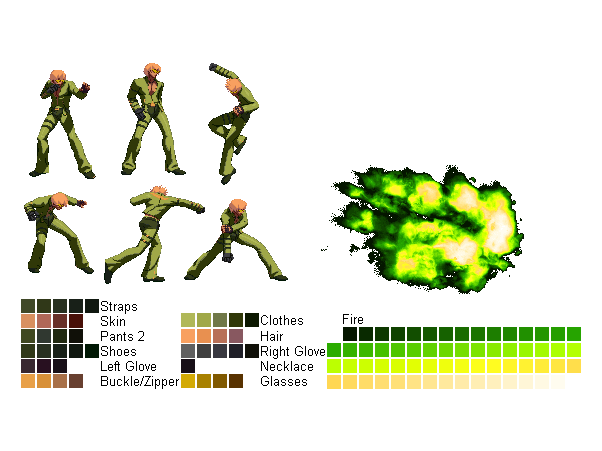 Straps
Skin
Pants 2
Shoes
Left Glove
Buckle/Zipper
Clothes
Hair
Right Glove
Necklace
Glasses
Fire